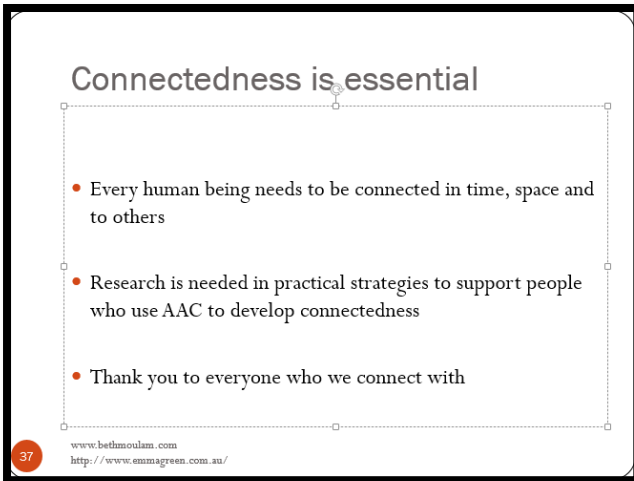 Connectedness is essential
• Every human being needs to be connected in time, space and
to others
• Research is needed in practical strategies to support people
who use AAC to develop connectedness
• Thank you to everyone who we connect with
37
www.bethmoulam.com
http://www.emmagreen.com.au/